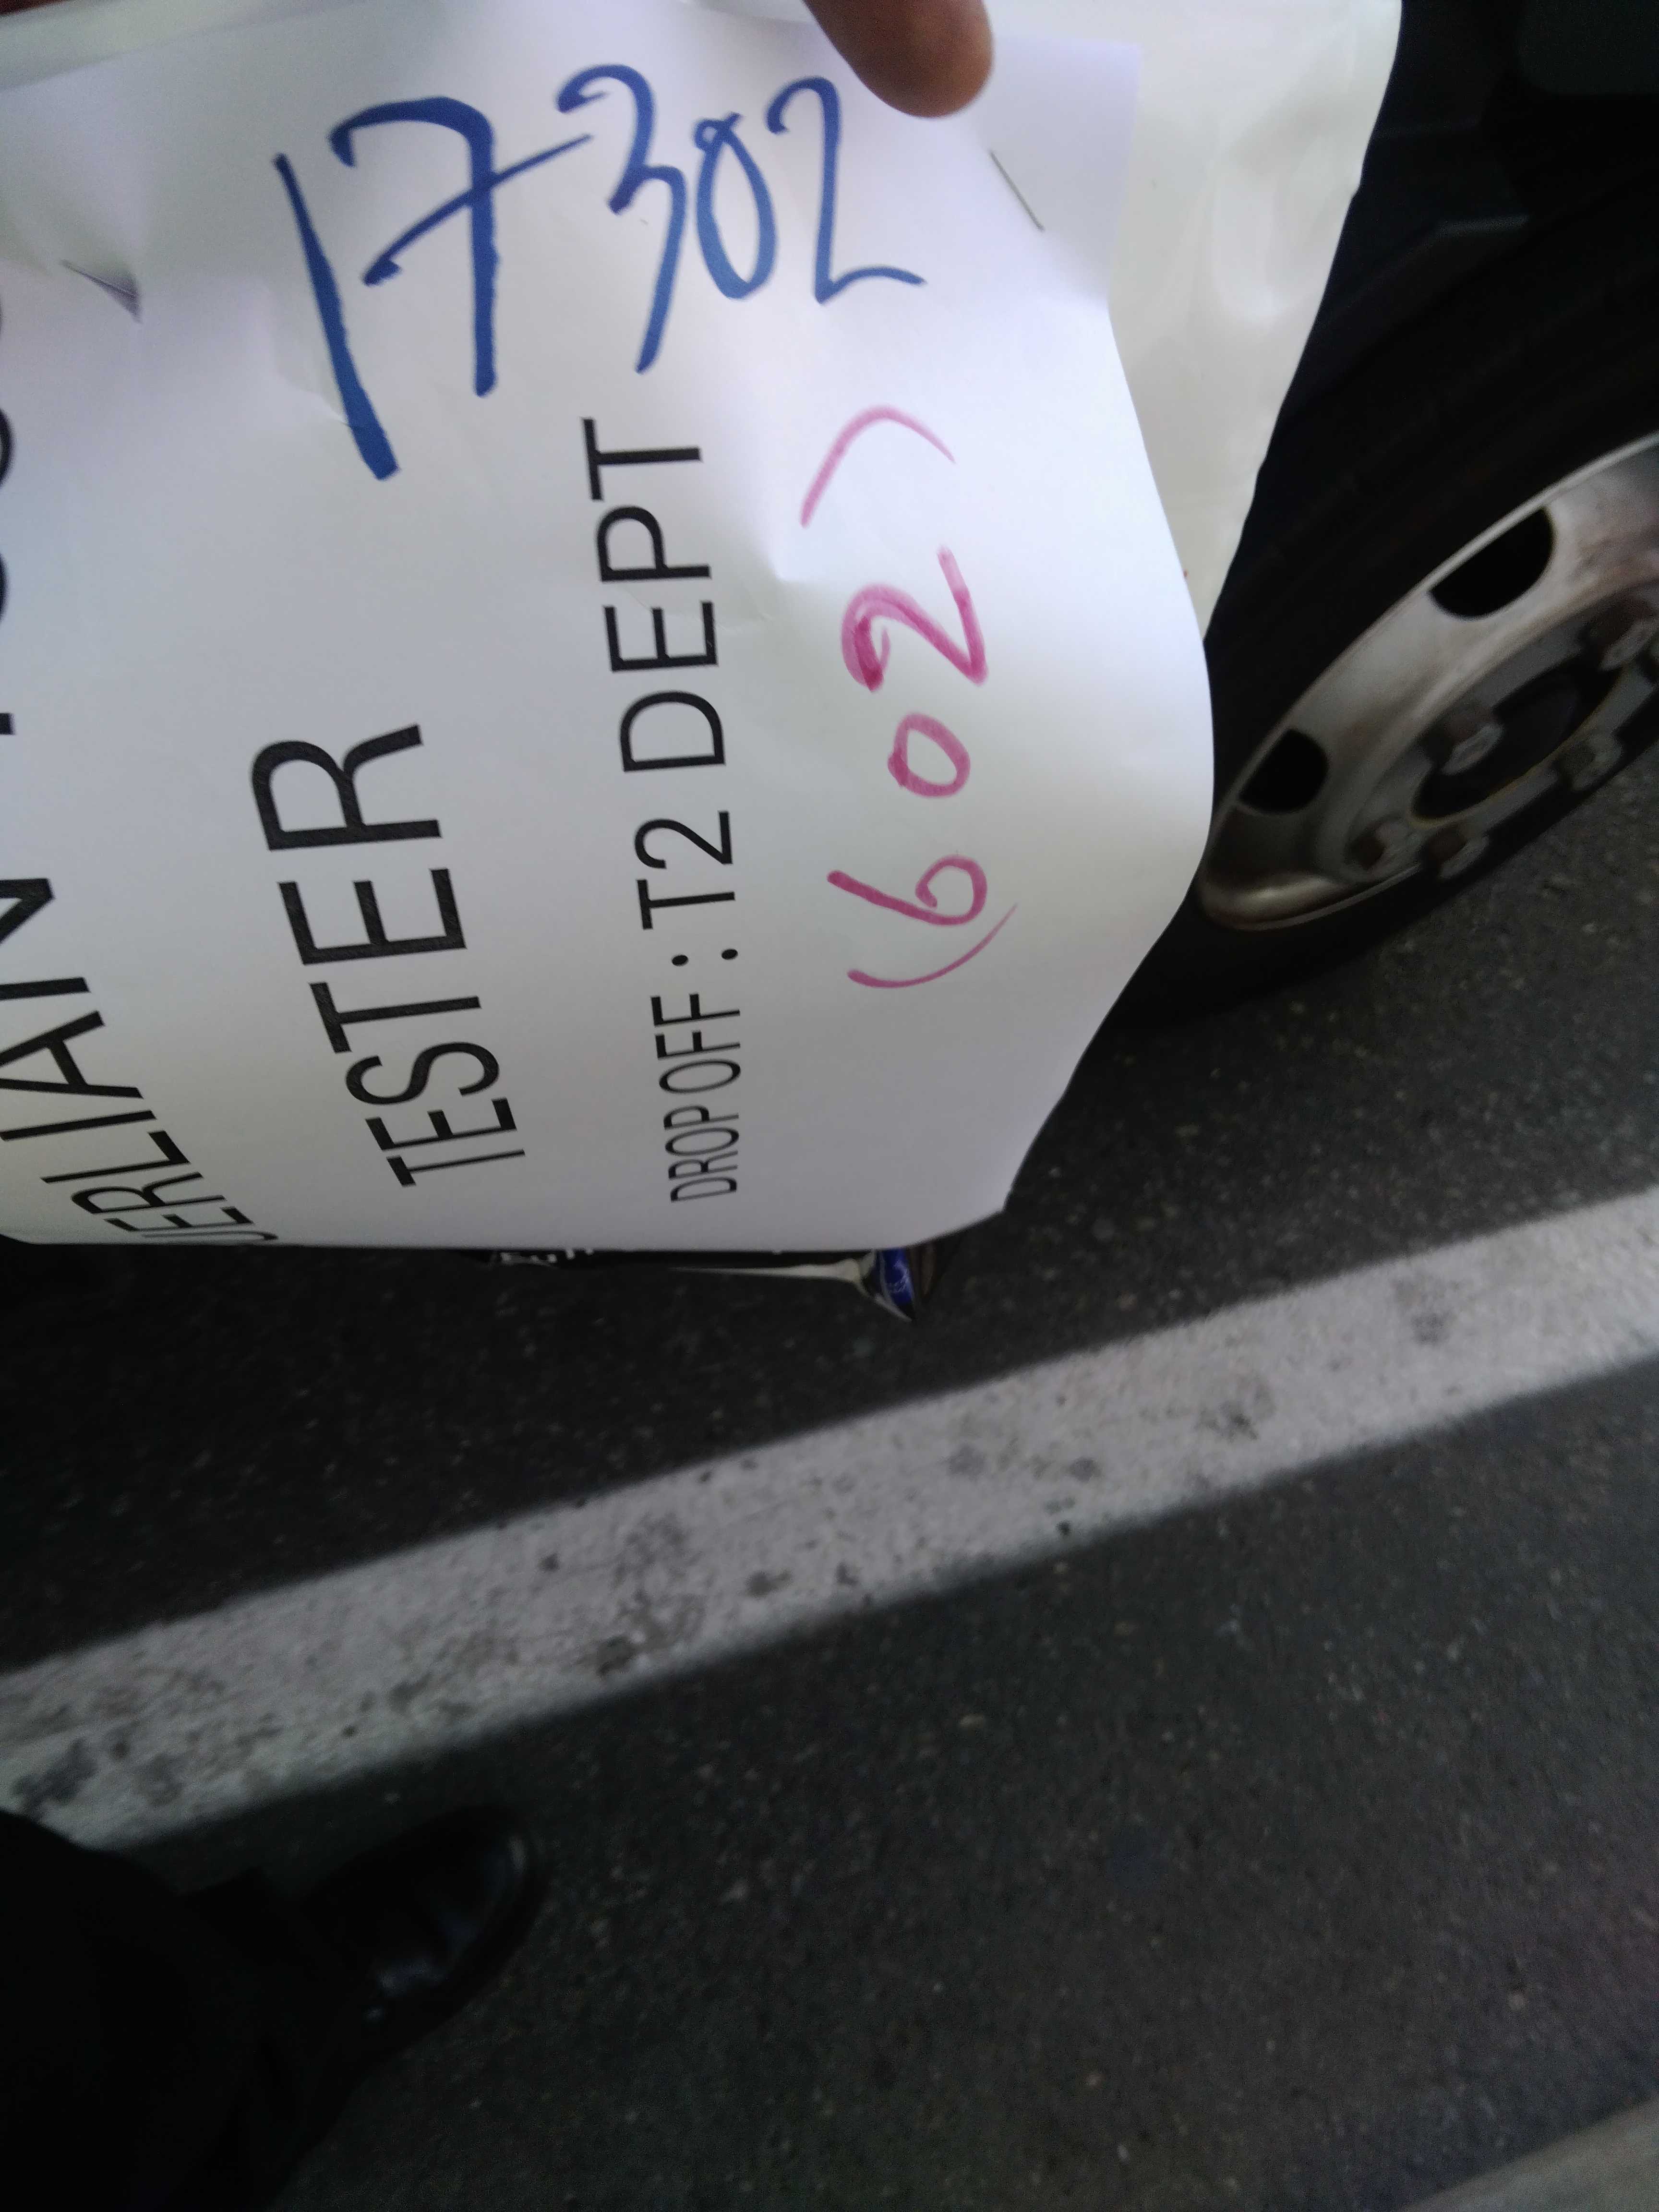 17302
TESTER
DROP OFF : T2 DEPT
(602)